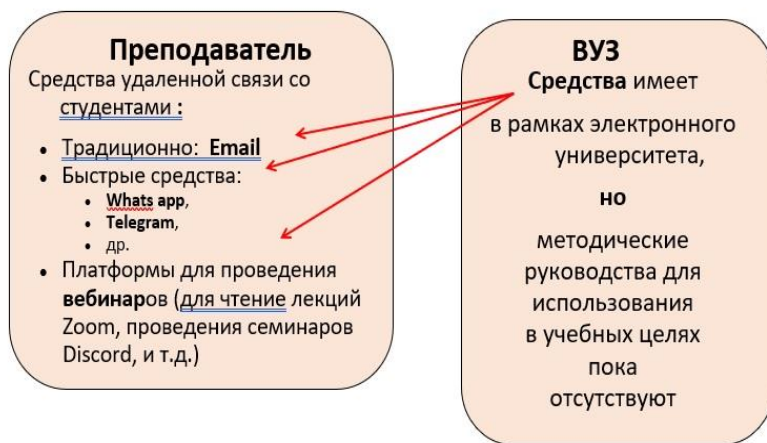 Преподаватель
Средства удаленной связи со
студентами :
• Традиционно: Email
• Быстрые средства:
• Whats app,
• Telegram,
• др.
• Платформы для проведения
вебинаров (для чтение лекций
Zoom, проведения семинаров
Discord, и т.д.)
ВУЗ
Средства имеет
в рамках электронного
университета,
но
методические
руководства для
использования
в учебных целях
пока
отсутствуют